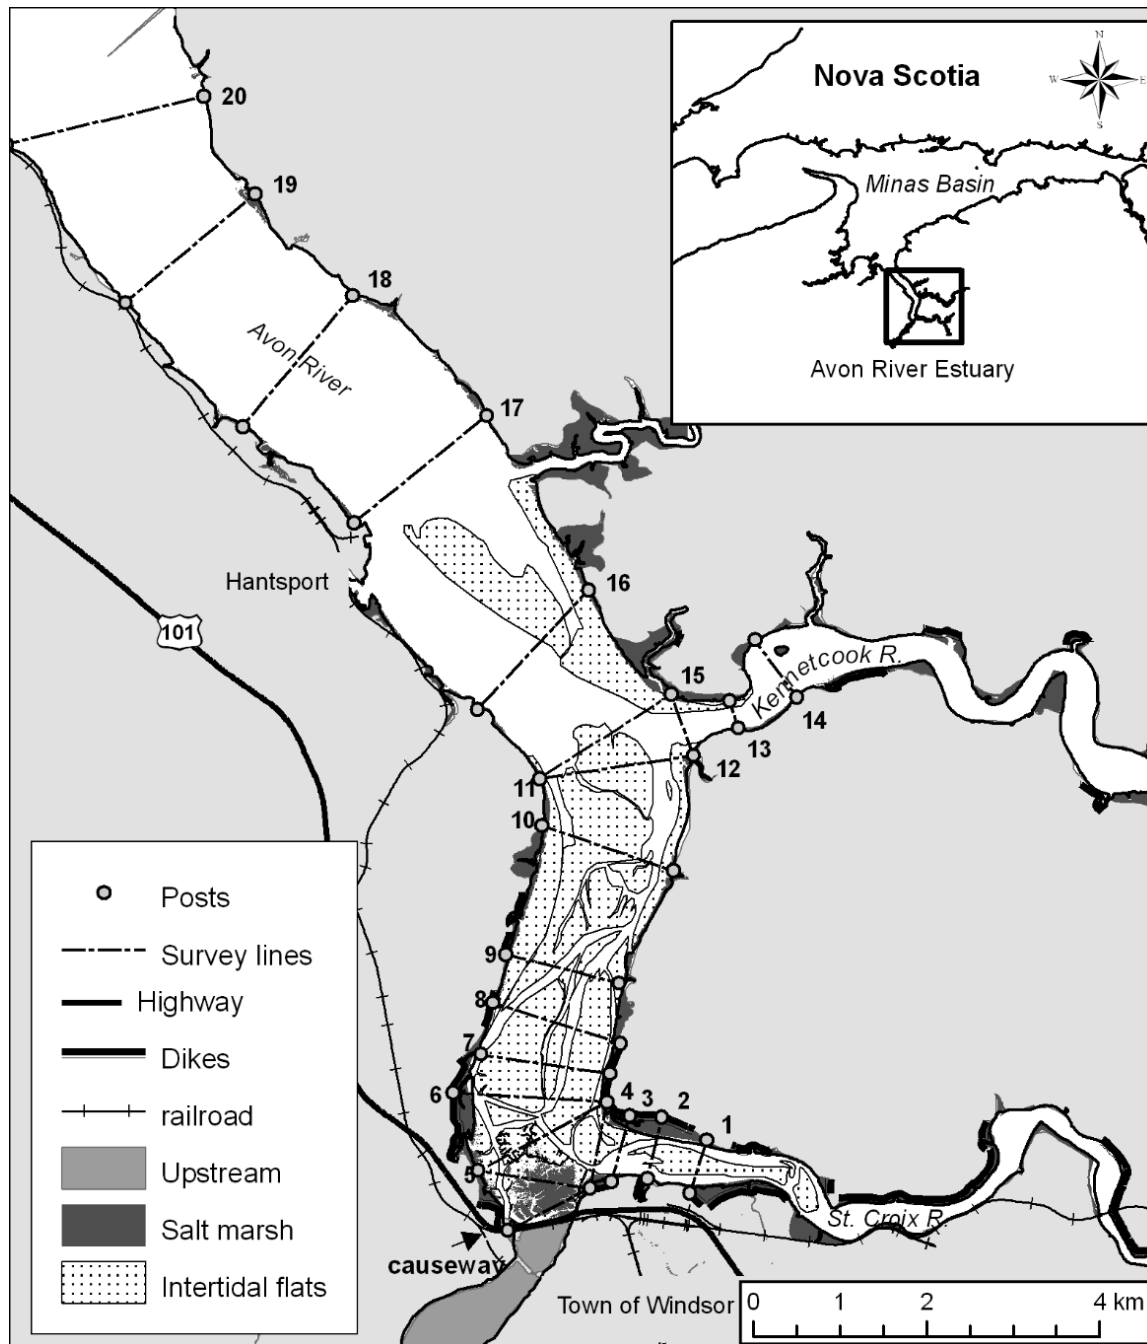 Nova Scotia
N
W
E
S
Minas Basin
Avon River Estuary
20
19
18
Avon River
17
Hantsport
16
101
15
Kennetcook R.
14
13
12
11
10
9
8
7
6
4
3
2
1
5
St. Croix R.
causeway
Town of Windsor
Posts
Survey lines
Highway
Dikes
railroad
Upstream
Salt marsh
Intertidal flats
0 1 2 4 km